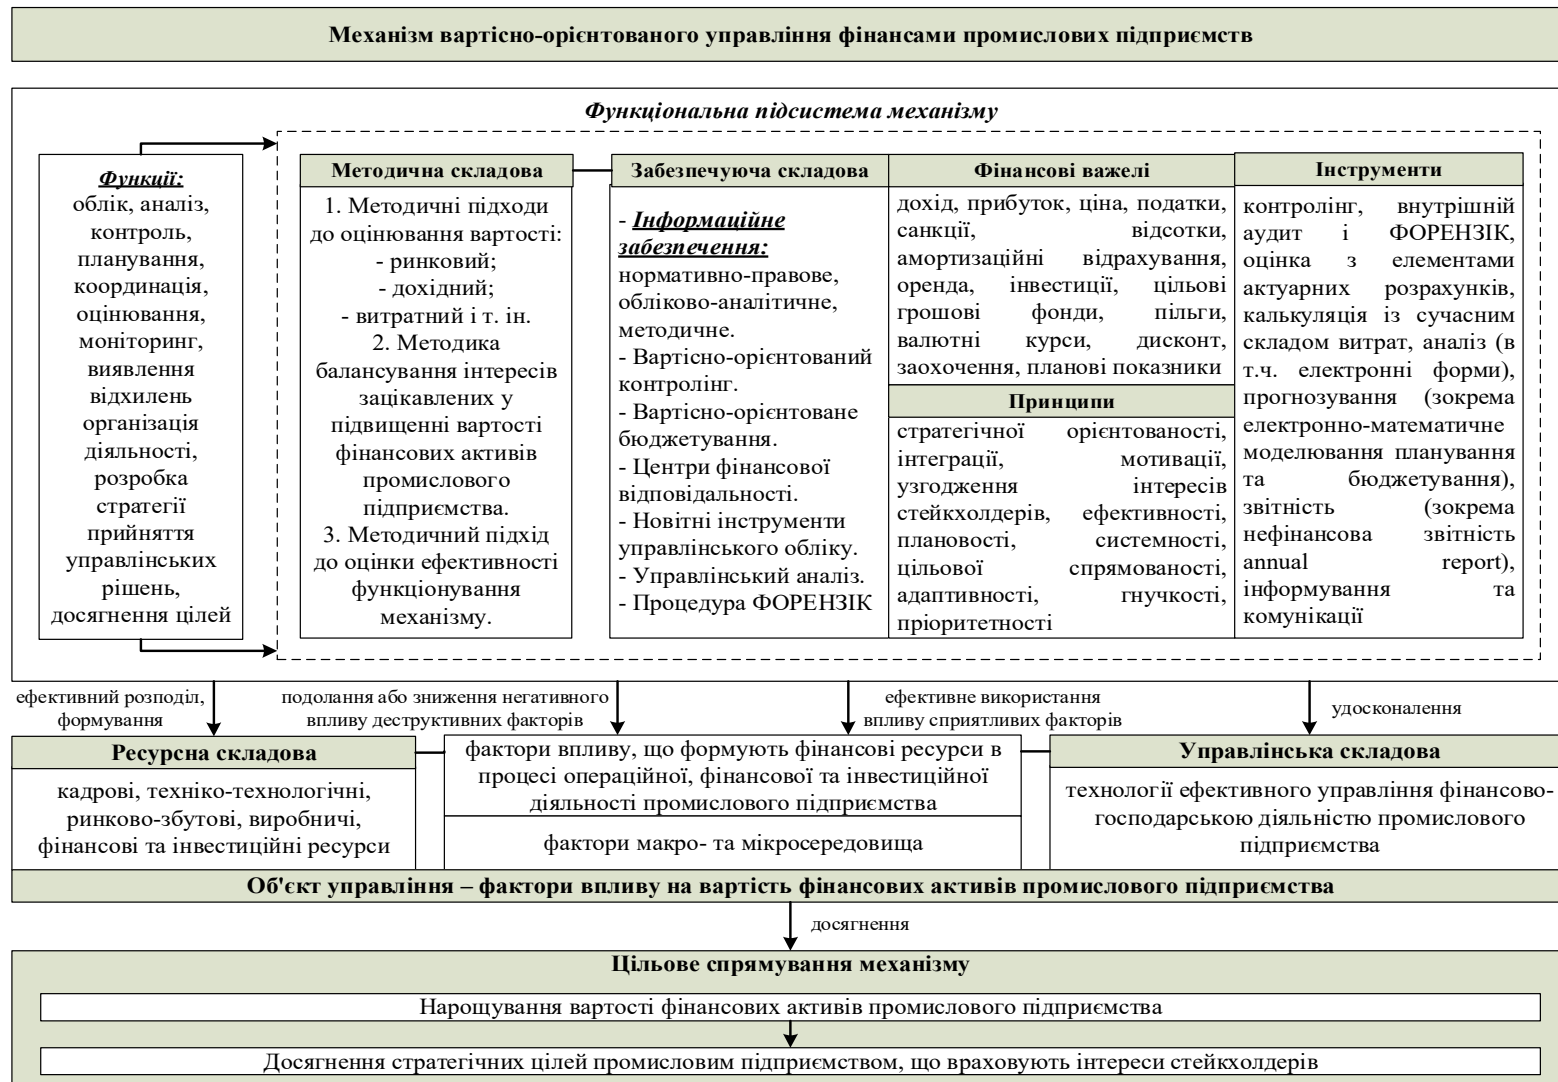 Механізм вартісно-орієнтованого управління фінансами промислових підприємств
Функціональна підсистема механізму
Функції:
облік, аналіз,
контроль,
планування,
координація,
оцінювання,
моніторинг,
виявлення
відхилень
організація
діяльності,
розробка
стратегії
прийняття
управлінських
рішень,
досягнення цілей
Методична складова
1. Методичні підходи
до оцінювання вартості:
- ринковий;
- дохідний;
- витратний і т. ін.
2. Методика
балансування інтересів
зацікавлених у
підвищенні вартості
фінансових активів
промислового
підприємства.
3. Методичний підхід
до оцінки ефективності
функціонування
механізму.
Забезпечуюча складова
- Інформаційне
забезпечення:
нормативно-правове,
обліково-аналітичне,
методичне.
- Вартісно-орієнтований
контролінг.
- Вартісно-орієнтоване
бюджетування.
- Центри фінансової
відповідальності.
- Новітні інструменти
управлінського обліку.
- Управлінський аналіз.
- Процедура ФОРЕНЗІК
Фінансові важелі
дохід, прибуток, ціна, податки,
санкції, відсотки,
амортизаційні відрахування,
оренда, інвестиції, цільові
грошові фонди, пільги,
валютні курси, дисконт,
заохочення, планові показники
Принципи
стратегічної орієнтованості,
інтеграції, мотивації,
узгодження інтересів
стейкхолдерів, ефективності,
плановості, системності,
цільової спрямованості,
адаптивності, гнучкості,
пріоритетності
Інструменти
контролінг, внутрішній
аудит і ФОРЕНЗІК,
оцінка з елементами
актуарних розрахунків,
калькуляція із сучасним
складом витрат, аналіз (в
т.ч. електронні форми),
прогнозування (зокрема
електронно-математичне
моделювання планування
та бюджетування),
звітність (зокрема
нефінансова звітність
annual report),
інформування та
комунікації
ефективний розподіл,
формування
подолання або зниження негативного
впливу деструктивних факторів
ефективне використання
впливу сприятливих факторів
удосконалення
Ресурсна складова
кадрові, техніко-технологічні,
ринково-збутові, виробничі,
фінансові та інвестиційні ресурси
фактори впливу, що формують фінансові ресурси в
процесі операційної, фінансової та інвестиційної
діяльності промислового підприємства
фактори макро- та мікросередовища
Управлінська складова
технології ефективного управління фінансово-
господарською діяльністю промислового
підприємства
Об'єкт управління – фактори впливу на вартість фінансових активів промислового підприємства
досягнення
Цільове спрямування механізму
Нарощування вартості фінансових активів промислового підприємства
Досягнення стратегічних цілей промисловим підприємством, що враховують інтереси стейкхолдерів